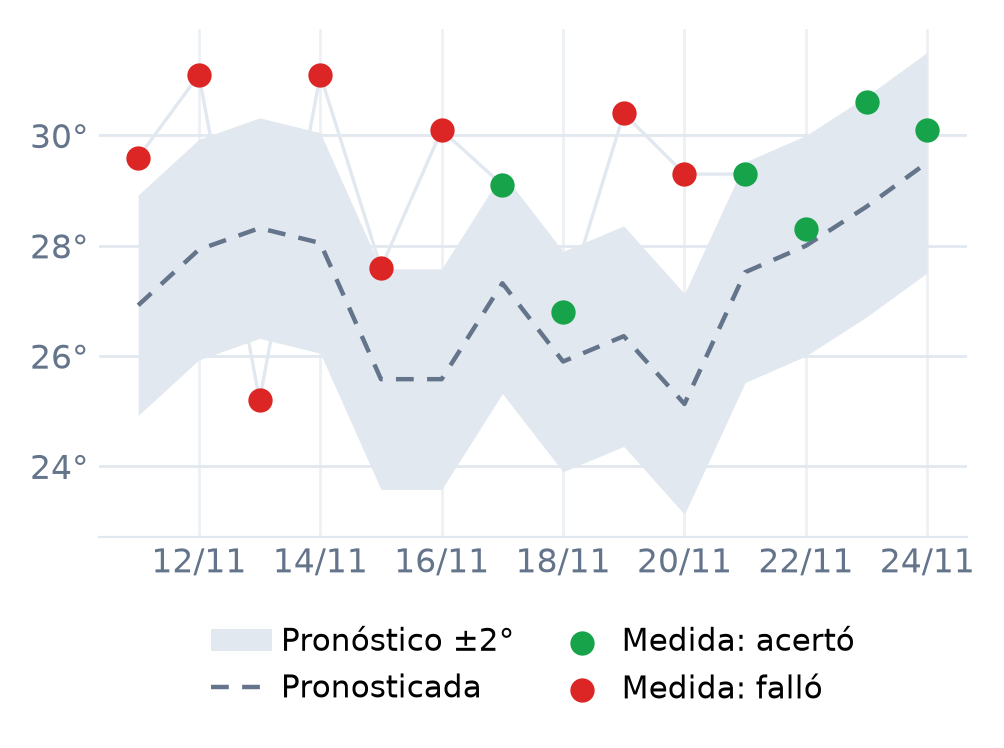 30°
28°
26°
24°
12/11 14/11 16/11 18/11 20/11 22/11 24/11
Pronóstico ±2°
Pronosticada
Medida: acertó
Medida: falló